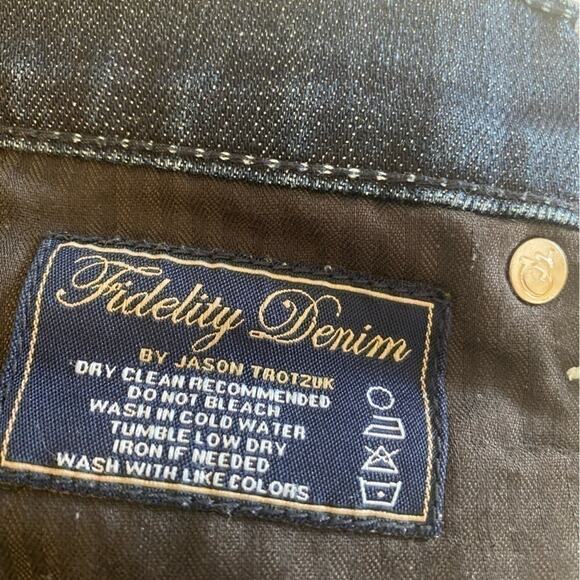 Fidelity Denim
BY JASON TROTZUK
DRY CLEAN RECOMMENDED
DO NOT BLEACH
WASH IN COLD WATER
TUMBLE LOW DRY
IRON IF NEEDED
WASH WITH LIKE COLORS